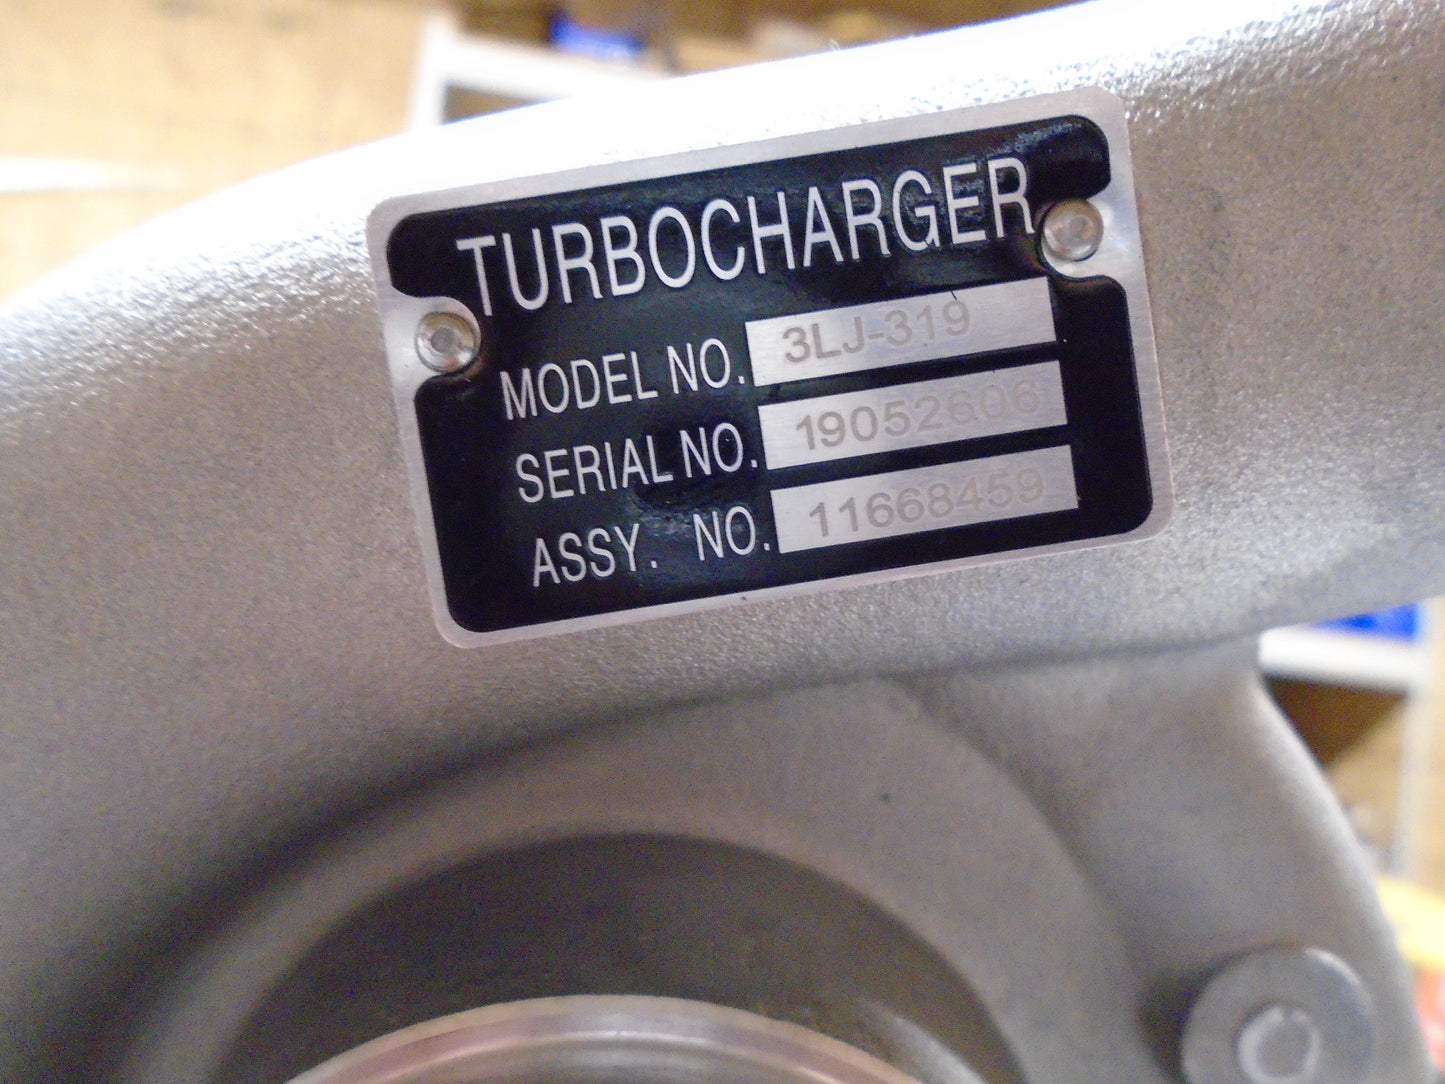 TURBOCHARGER
MODEL NO. 3LJ-319
SERIAL NO. 19052606
ASSY. NO. 11668459